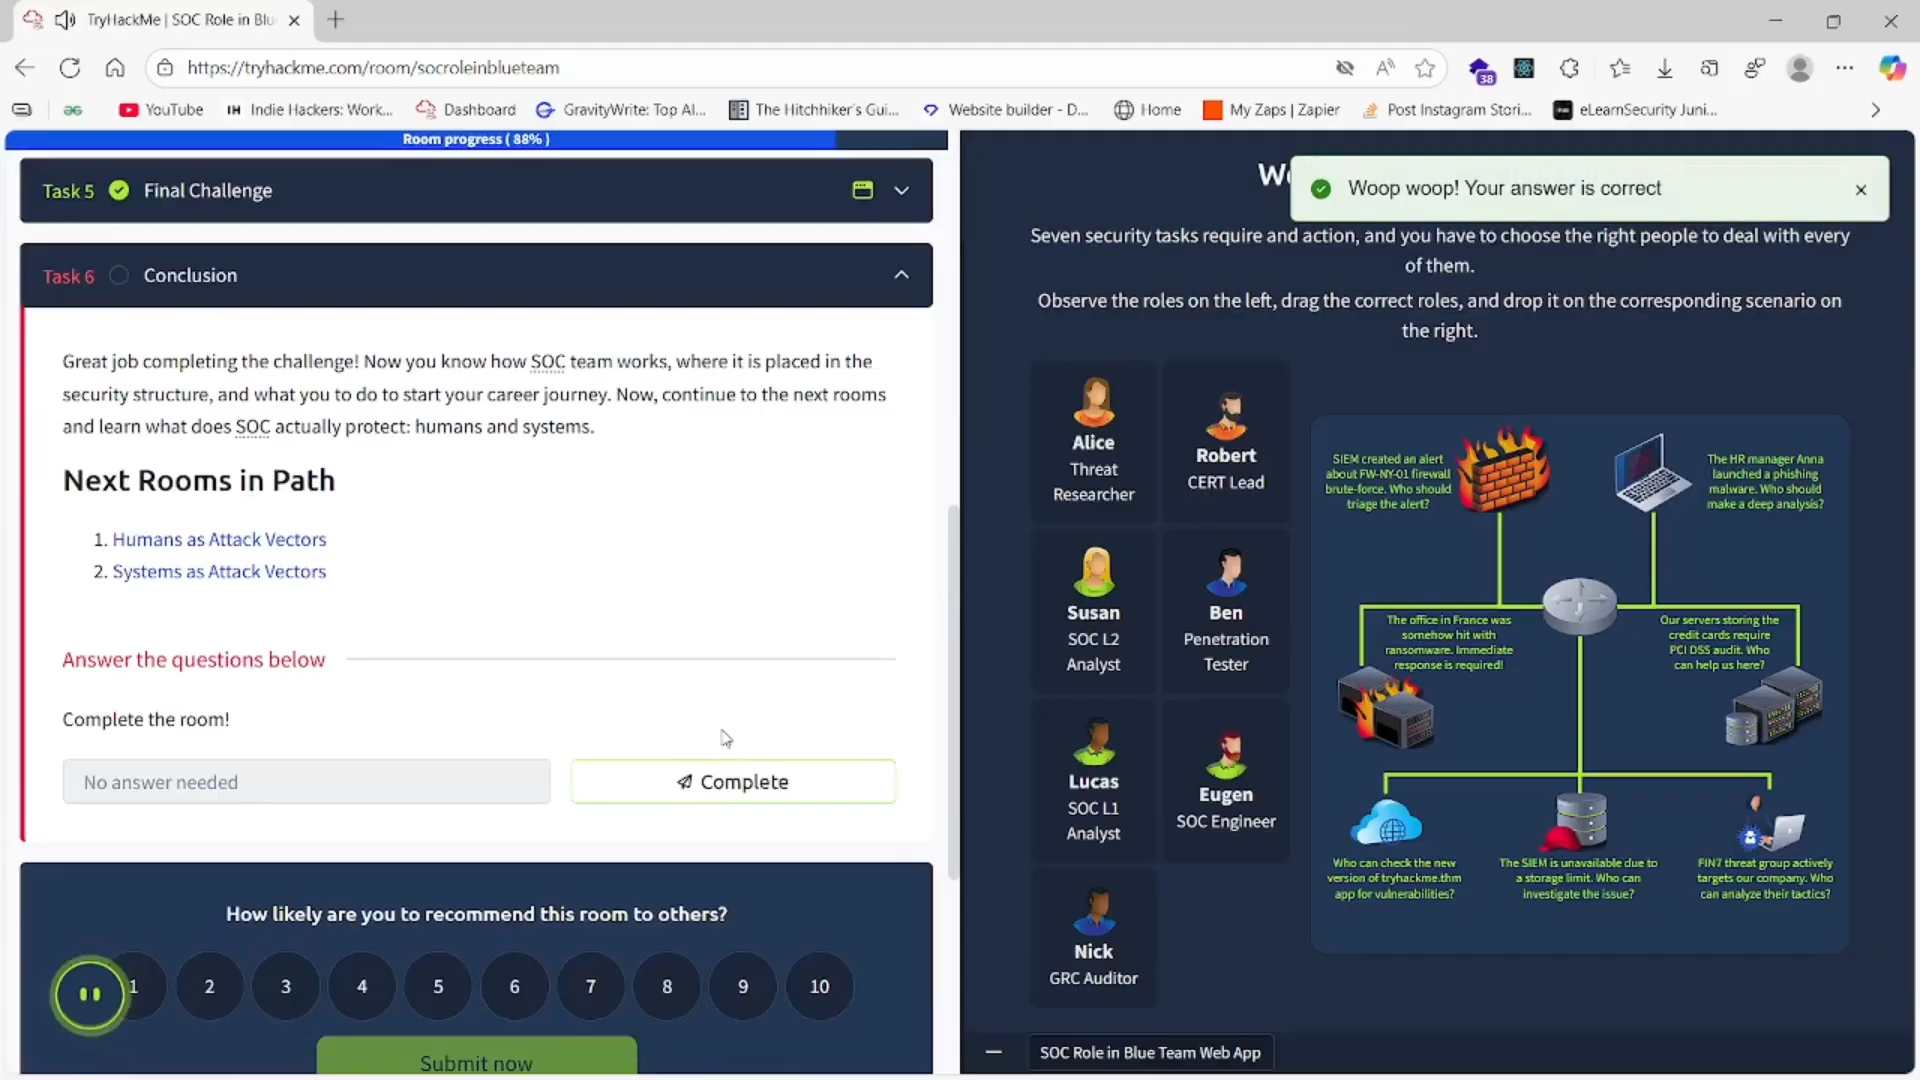 TryHackMe | SOC Role in Blu
https://tryhackme.com/room/socroleinblueteam
38
YouTube
IH Indie Hackers: Work...
Dashboard
GravityWrite: Top AI...
The Hitchhiker's Gui...
Website builder - D...
Home
My Zaps | Zapier
Post Instagram Stori...
eLearnSecurity Juni...
Room progress ( 88% )
Task 5 Final Challenge
Task 6 Conclusion
Great job completing the challenge! Now you know how SOC team works, where it is placed in the
security structure, and what you to do to start your career journey. Now, continue to the next rooms
and learn what does SOC actually protect: humans and systems.
Next Rooms in Path
1. Humans as Attack Vectors
2. Systems as Attack Vectors
Answer the questions below
Complete the room!
No answer needed
Complete
How likely are you to recommend this room to others?
1 2 3 4 5 6 7 8 9 10
Submit now
Woop woop! Your answer is correct
Seven security tasks require and action, and you have to choose the right people to deal with every
of them.
Observe the roles on the left, drag the correct roles, and drop it on the corresponding scenario on
the right.
Alice
Threat
Researcher
Robert
CERT Lead
Susan
SOC L2
Analyst
Ben
Penetration
Tester
Lucas
SOC L1
Analyst
Eugen
SOC Engineer
Nick
GRC Auditor
SIEM created an alert
about FW-NY-01 firewall
brute-force. Who should
triage the alert?
The HR manager Anna
launched a phishing
malware. Who should
make a deep analysis?
The office in France was
somehow hit with
ransomware. Immediate
response is required!
Our servers storing the
credit cards require
PCI DSS audit. Who
can help us here?
Who can check the new
version of tryhackme.thm
app for vulnerabilities?
The SIEM is unavailable due to
a storage limit. Who can
investigate the issue?
FIN7 threat group actively
targets our company. Who
can analyze their tactics?
SOC Role in Blue Team Web App